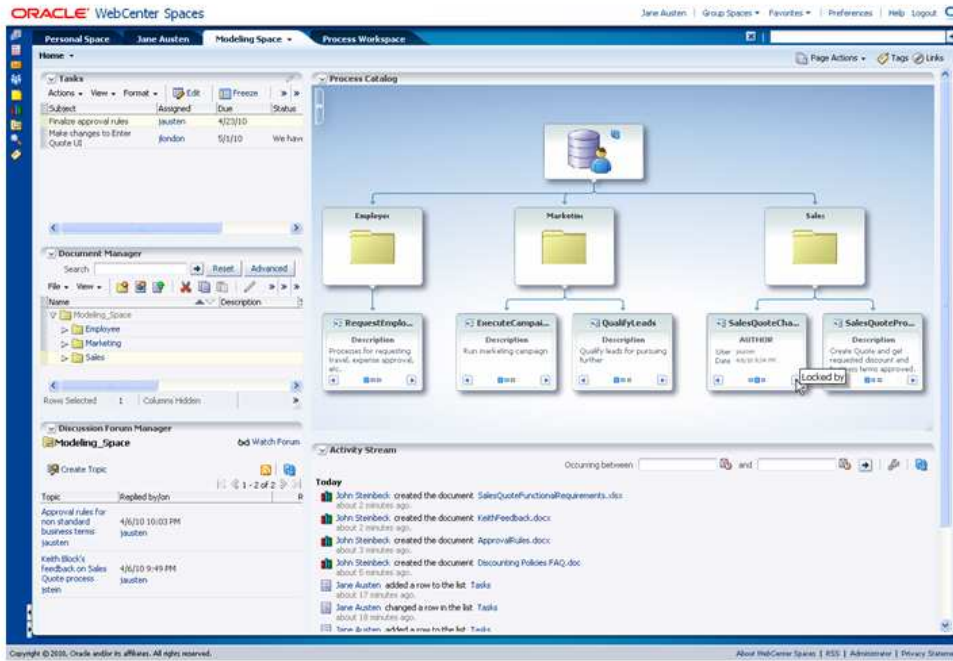 ORACLE WebCenter Spaces
Jane Austen Group Spaces Favorites Preferences Help Logout
Personal Space Jane Austen Modeling Space Process Workspace
Home
Page Actions Tags Links
Tasks
Actions View Format Edit Freeze
Subject Assigned Due Status
Finalize approval rules jausten 4/23/10
Make changes to Enter Quote UI jlondon 5/1/10 We have
Document Manager
Search Reset Advanced
File View
Name Description
Modeling_Space
Employee
Marketing
Sales
Rows Selected 1 Columns Hidden
Discussion Forum Manager
Modeling_Space Watch Forum
Create Topic
1 - 2 of 2
Topic Replied by/on R
Approval rules for
non standard 4/6/10 10:03 PM
business terms jausten
jausten
Keith Block's
feedback on Sales 4/6/10 9:49 PM
Quote process jausten
jstein
Process Catalog
Employee Marketing Sales
RequestEmplo...
Description
Processes for requesting
travel, expense approval,
etc.
ExecuteCampai...
Description
Run marketing campaign
QualifyLeads
Description
Qualify leads for pursuing
further
SalesQuoteCha...
AUTHOR
User jausten
Date
Locked by
SalesQuotePro...
Description
Create Quote and get
requested discount and
business terms approved.
Activity Stream
Occurring between and
Today
John Steinbeck created the document SalesQuoteFunctionalRequirements.xlsx
about 2 minutes ago.
John Steinbeck created the document KeithFeedback.docx
about 2 minutes ago.
John Steinbeck created the document ApprovalRules.docx
about 3 minutes ago.
John Steinbeck created the document Discounting Policies FAQ.doc
about 5 minutes ago.
Jane Austen added a row to the list Tasks
about 17 minutes ago.
Jane Austen changed a row in the list Tasks
about 18 minutes ago.
Jane Austen added a row to the list Tasks
Copyright © 2010, Oracle and/or its affiliates. All rights reserved.
About WebCenter Spaces | RSS | Administrator | Privacy Statement